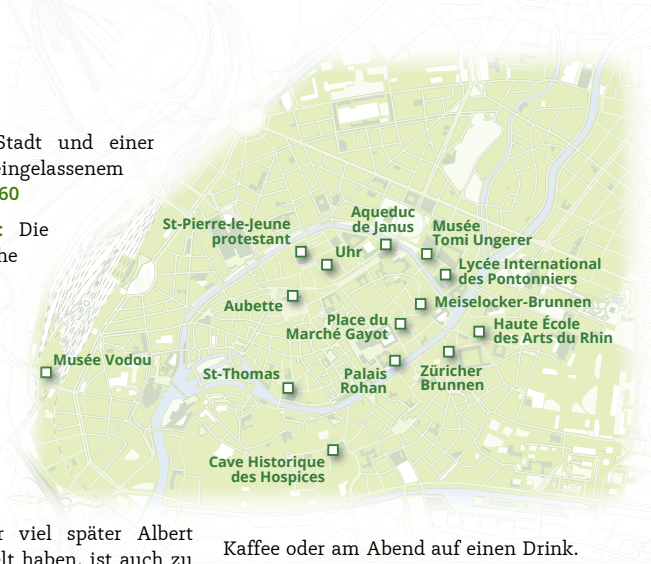 Stadt und einer
eingelassenem
60
: Die
he
St-Pierre-le-Jeune
protestant
Uhr
Aqueduc
de Janus
Musée
Tomi Ungerer
Lycée International
des Pontonniers
Aubette
Meiselocker-Brunnen
Place du
Marché Gayot
Haute École
des Arts du Rhin
Musée Vodou
St-Thomas
Palais
Rohan
Züricher
Brunnen
Cave Historique
des Hospices
r viel später Albert
elt haben, ist auch zu
Kaffee oder am Abend auf einen Drink.